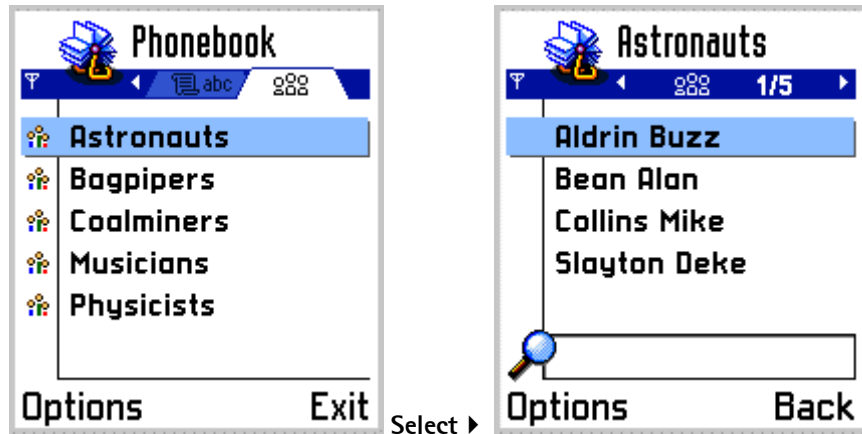 Phonebook
abc
Astronauts
Bagpipers
Coalminers
Musicians
Physicists
Options Exit
Select
Astronauts
1/5
Aldrin Buzz
Bean Alan
Collins Mike
Slayton Deke
Options Back